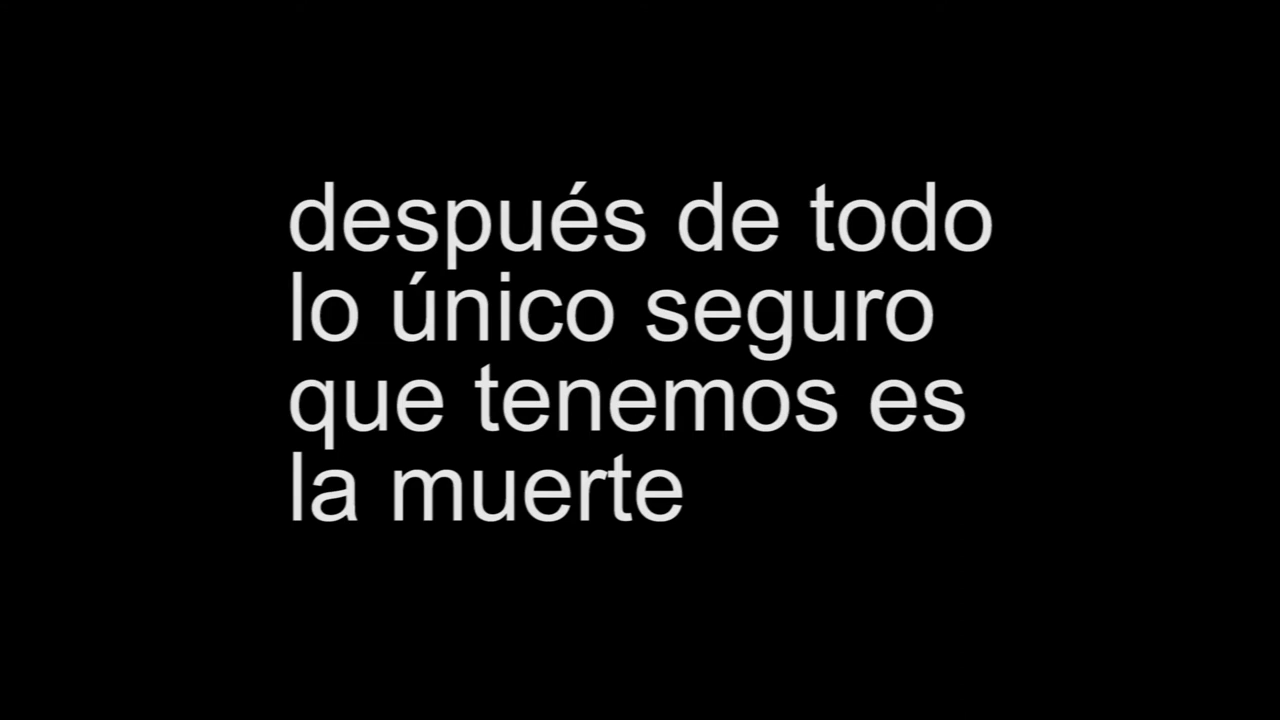 después de todo
lo único seguro
que tenemos es
la muerte